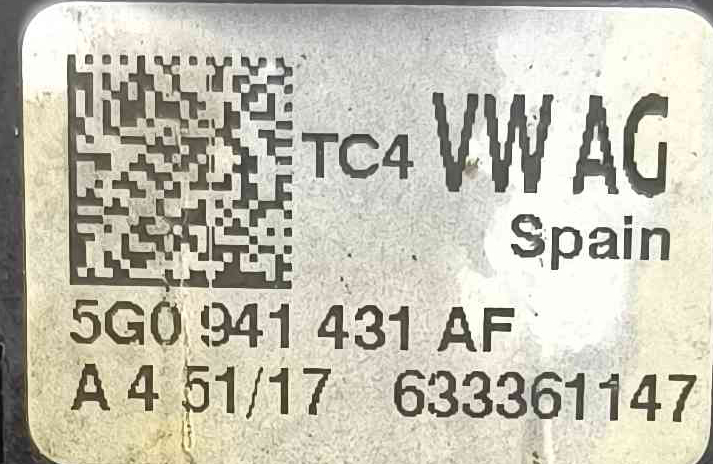 TC4 VW AG
Spain
5G0 941 431 AF
A 4 51/17 633361147